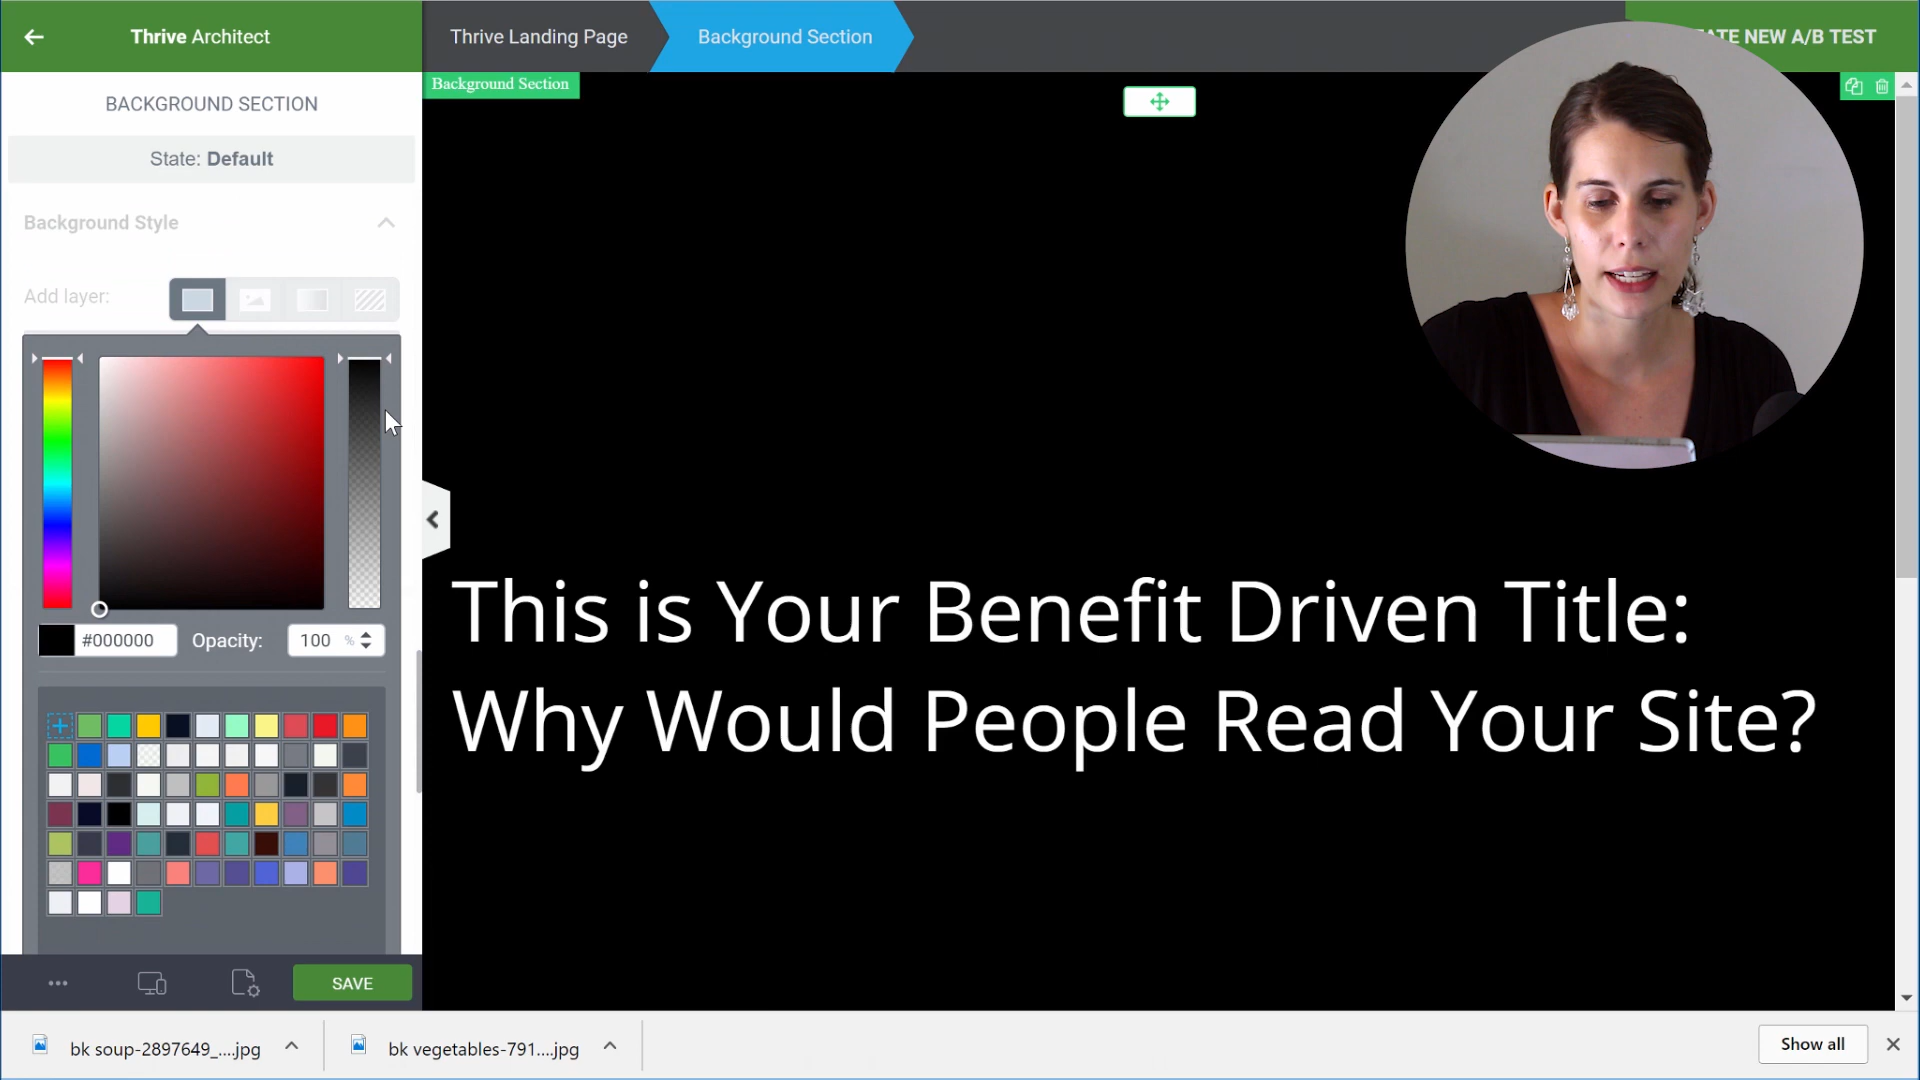 Thrive Architect
Thrive Landing Page
Background Section
ATE NEW A/B TEST
BACKGROUND SECTION
Background Section
State: Default
Background Style
Add layer:
#000000
Opacity:
100 %
This is Your Benefit Driven Title:
Why Would People Read Your Site?
SAVE
bk soup-2897649_....jpg
bk vegetables-791....jpg
Show all